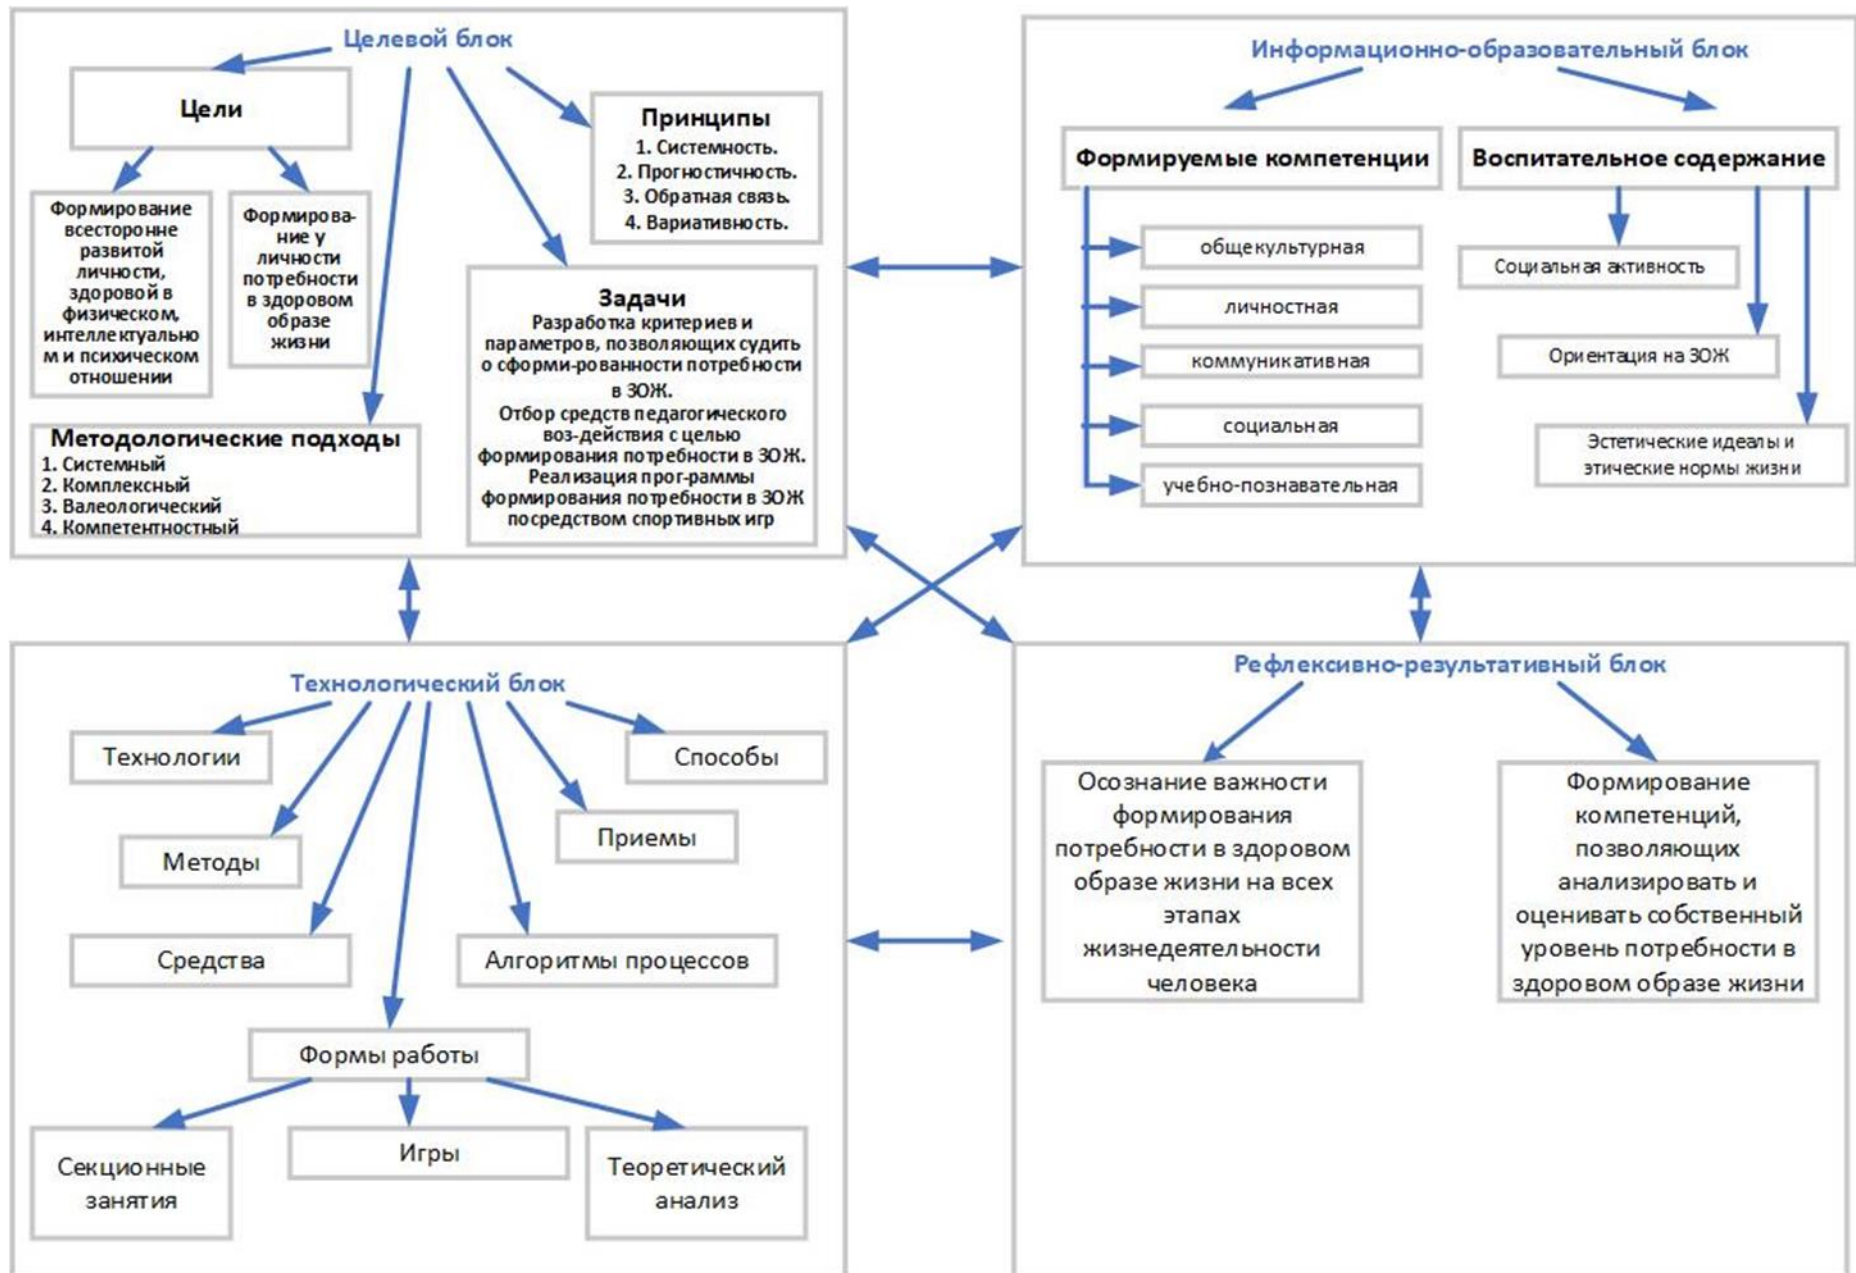 Целевой блок
Цели
Формирование
всесторонне
развитой
личности,
здоровой в
физическом,
интеллектуально
м и психическом
отношении
Формирова-
ние у
личности
потребности
в здоровом
образе
жизни
Принципы
1. Системность.
2. Прогностичность.
3. Обратная связь.
4. Вариативность.
Методологические подходы
1. Системный
2. Комплексный
3. Валеологический
4. Компетентностный
Задачи
Разработка критериев и
параметров, позволяющих судить
о сформи-рованности потребности
в ЗОЖ.
Отбор средств педагогического
воз-действия с целью
формирования потребности в ЗОЖ.
Реализация прог-раммы
формирования потребности в ЗОЖ
посредством спортивных игр
Информационно-образовательный блок
Формируемые компетенции
общекультурная
личностная
коммуникативная
социальная
учебно-познавательная
Воспитательное содержание
Социальная активность
Ориентация на ЗОЖ
Эстетические идеалы и
этические нормы жизни
Технологический блок
Технологии
Способы
Приемы
Методы
Средства
Алгоритмы процессов
Формы работы
Секционные
занятия
Игры
Теоретический
анализ
Рефлексивно-результативный блок
Осознание важности
формирования
потребности в здоровом
образе жизни на всех
этапах
жизнедеятельности
человека
Формирование
компетенций,
позволяющих
анализировать и
оценивать собственный
уровень потребности в
здоровом образе жизни